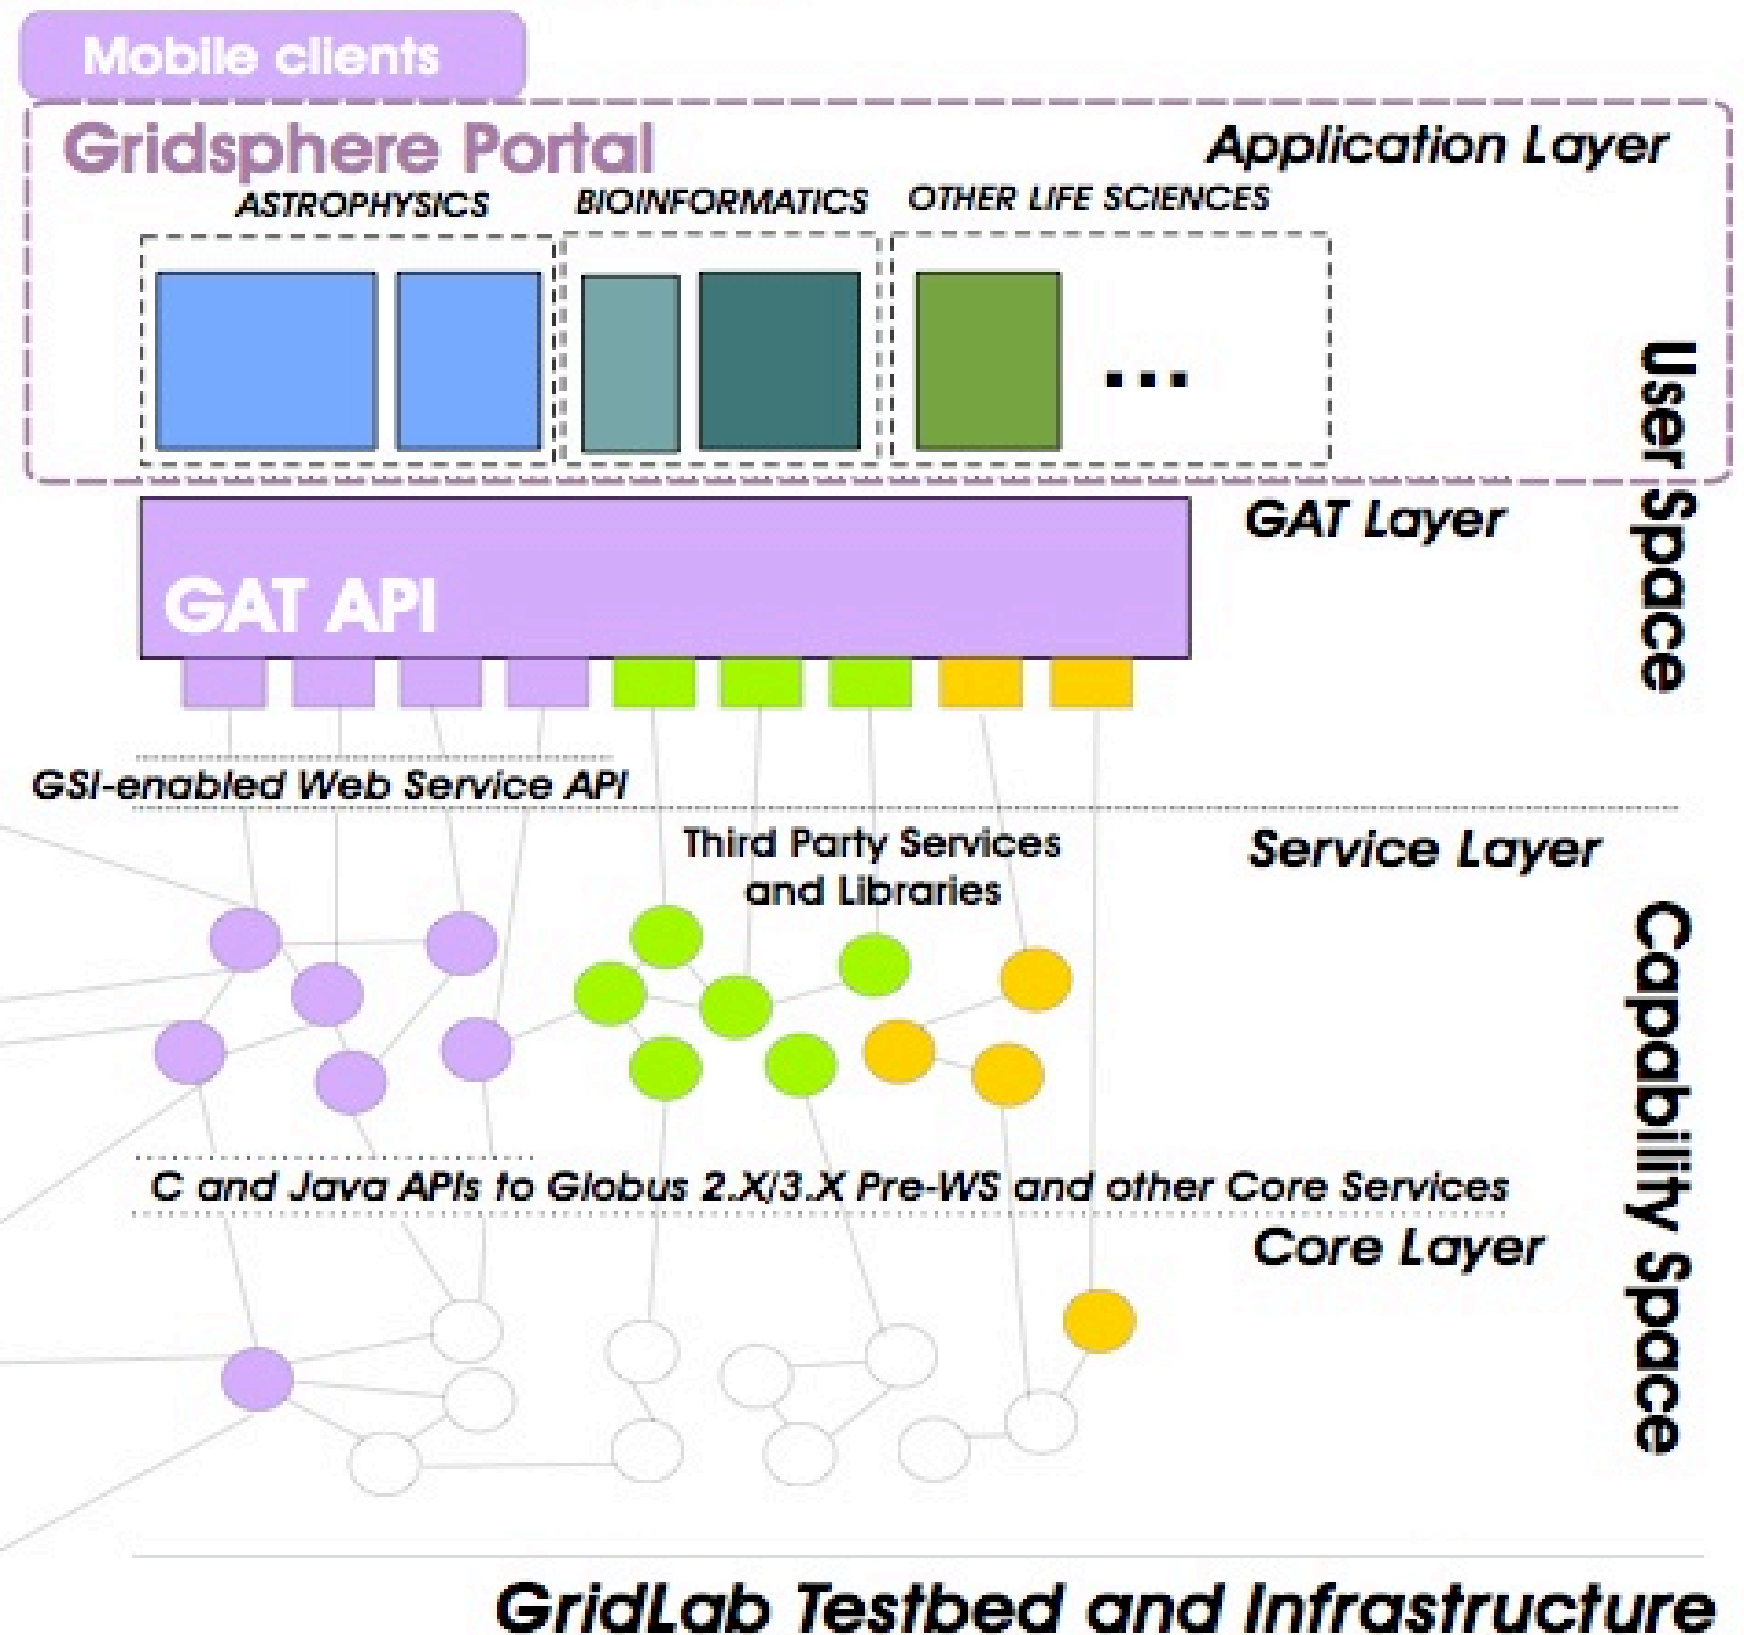 Mobile clients
Gridsphere Portal
Application Layer
ASTROPHYSICS
BIOINFORMATICS
OTHER LIFE SCIENCES
...
User Space
GAT Layer
GAT API
GSI-enabled Web Service API
Third Party Services
and Libraries
Service Layer
Capability Space
C and Java APIs to Globus 2.X/3.X Pre-WS and other Core Services
Core Layer
GridLab Testbed and Infrastructure